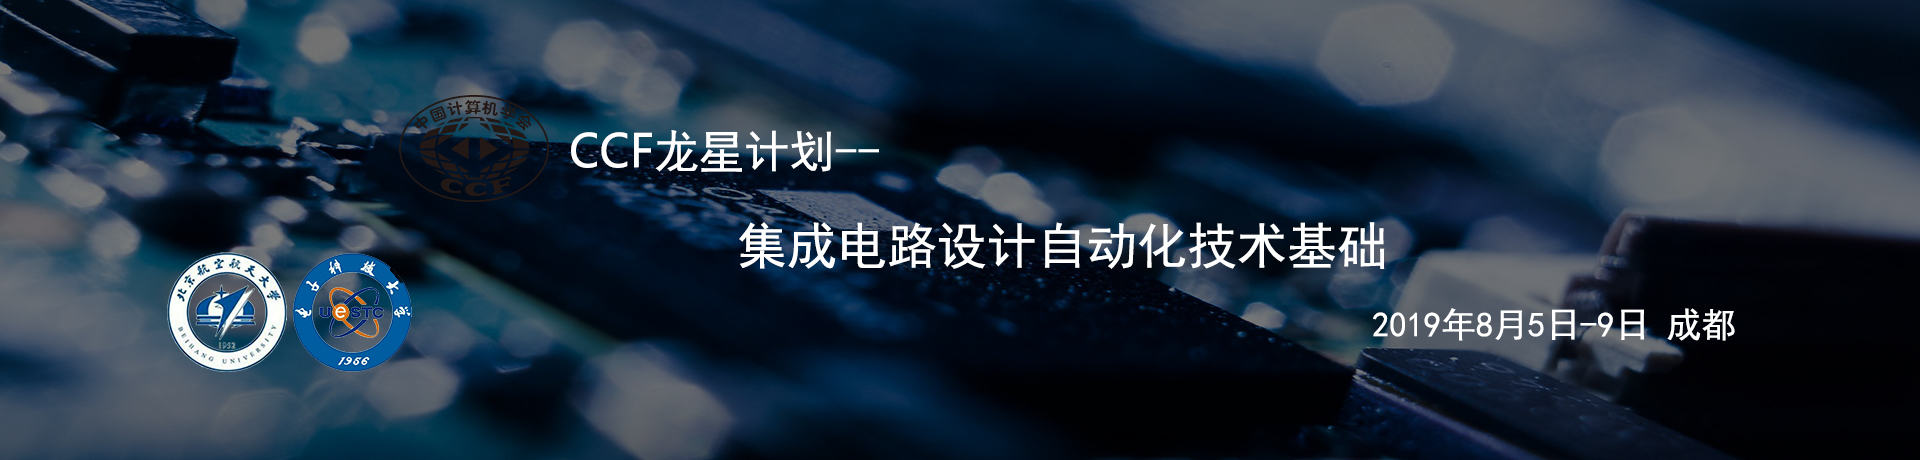 中国计算机学会
CCF
CCF龙星计划--
集成电路设计自动化技术基础
北京航空航天大学
BEIHANG UNIVERSITY
1952
电子科技大学
UeSTC
1956
2019年8月5日-9日 成都